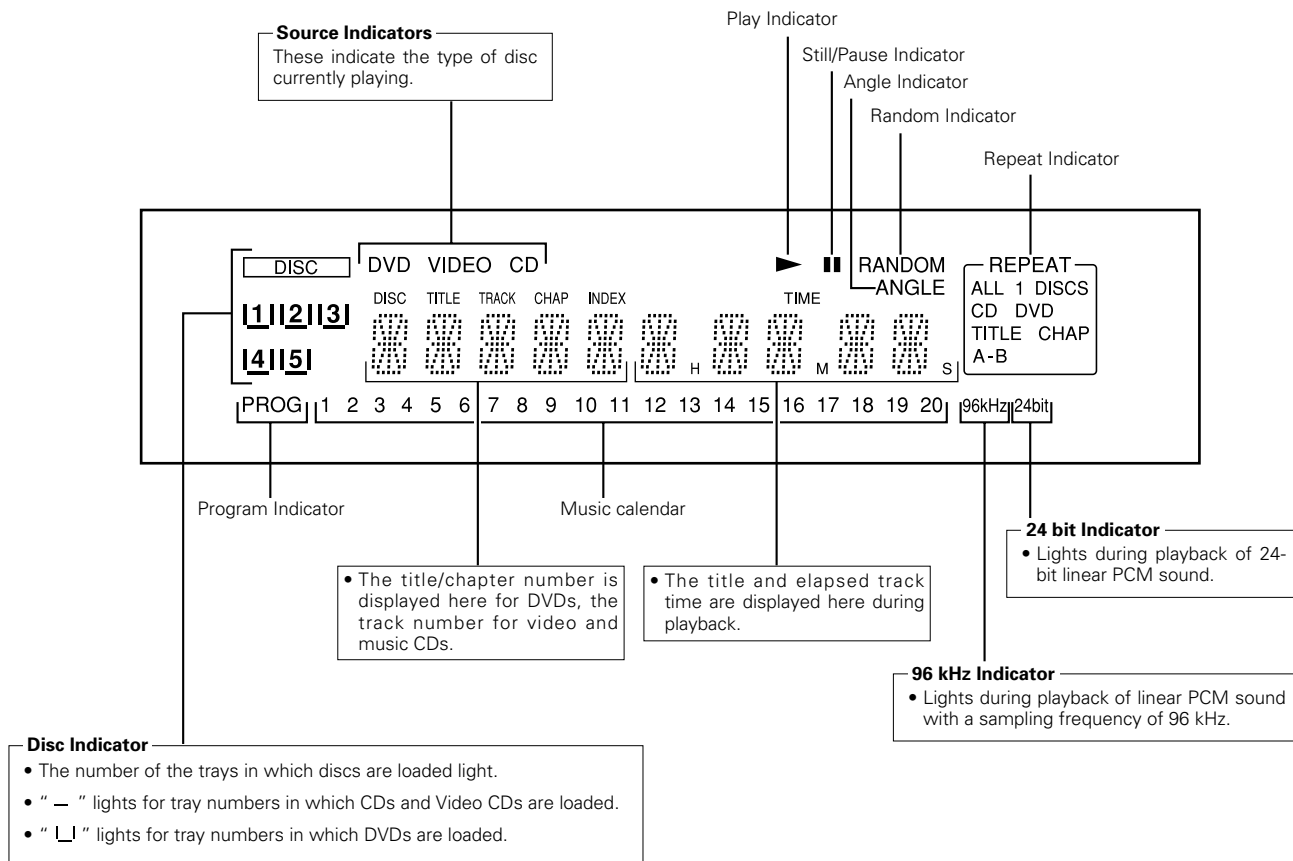 Play Indicator
Source Indicators
These indicate the type of disc
currently playing.
Still/Pause Indicator
Angle Indicator
Random Indicator
Repeat Indicator
DISC
DVD VIDEO CD
RANDOM
ANGLE
REPEAT
ALL 1 DISCS
CD DVD
TITLE CHAP
A-B
DISC TITLE TRACK CHAP INDEX
TIME
1 2 3
4 5
H M S
PROG 1 2 3 4 5 6 7 8 9 10 11 12 13 14 15 16 17 18 19 20 96kHz 24bit
Program Indicator
Music calendar
24 bit Indicator
• Lights during playback of 24-
bit linear PCM sound.
• The title/chapter number is
displayed here for DVDs, the
track number for video and
music CDs.
• The title and elapsed track
time are displayed here during
playback.
96 kHz Indicator
• Lights during playback of linear PCM sound
with a sampling frequency of 96 kHz.
Disc Indicator
• The number of the trays in which discs are loaded light.
• “ — ” lights for tray numbers in which CDs and Video CDs are loaded.
• “ |_| ” lights for tray numbers in which DVDs are loaded.